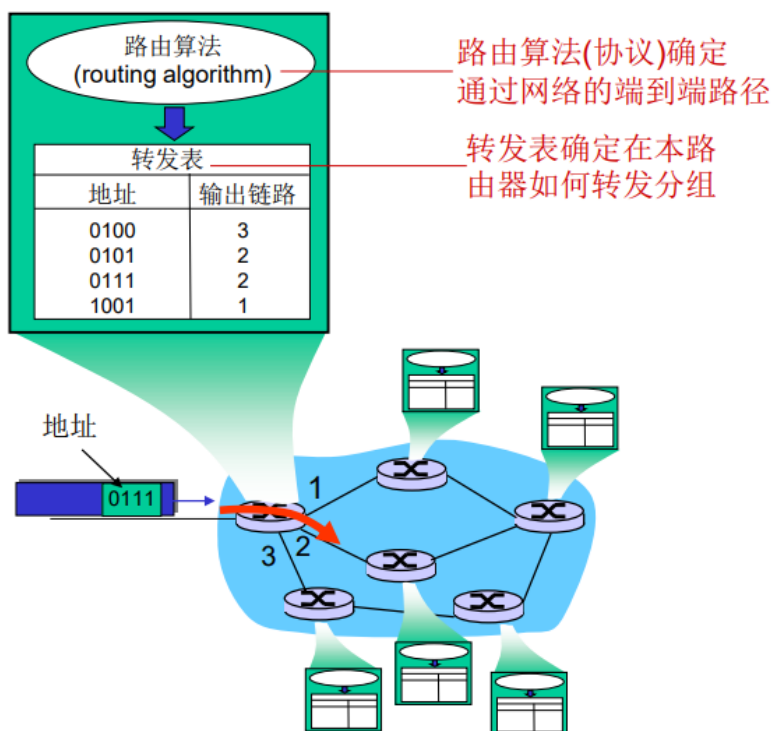 路由算法
(routing algorithm)
路由算法(协议)确定
通过网络的端到端路径
转发表
转发表确定在本路
由器如何转发分组
地址 输出链路
0100 3
0101 2
0111 2
1001 1
地址
0111
1
2
3